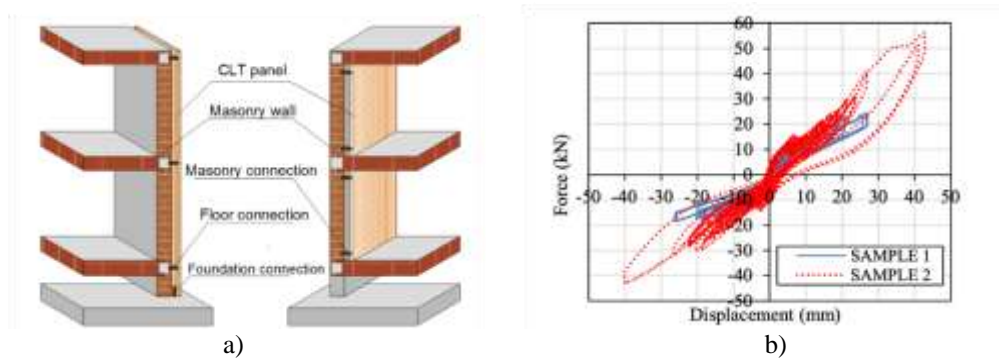 CLT panel
Masonry wall
Masonry connection
Floor connection
Foundation connection
a)
60
50
40
30
20
10
0
-10
-20
-30
-40
-50
-50 -40 -30 -20 -10 0 10 20 30 40 50
Force (kN)
Displacement (mm)
SAMPLE 1
SAMPLE 2
b)